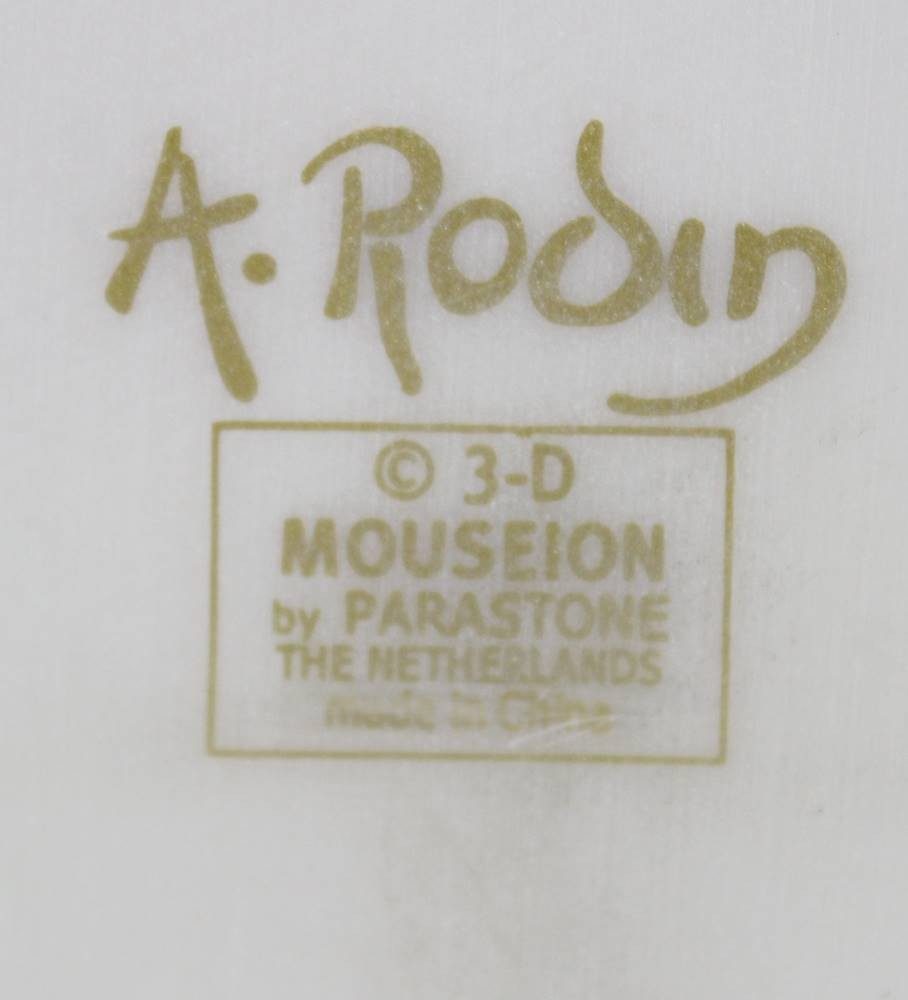 A. Rodin
© 3-D
MOUSEION
by PARASTONE
THE NETHERLANDS
made in China